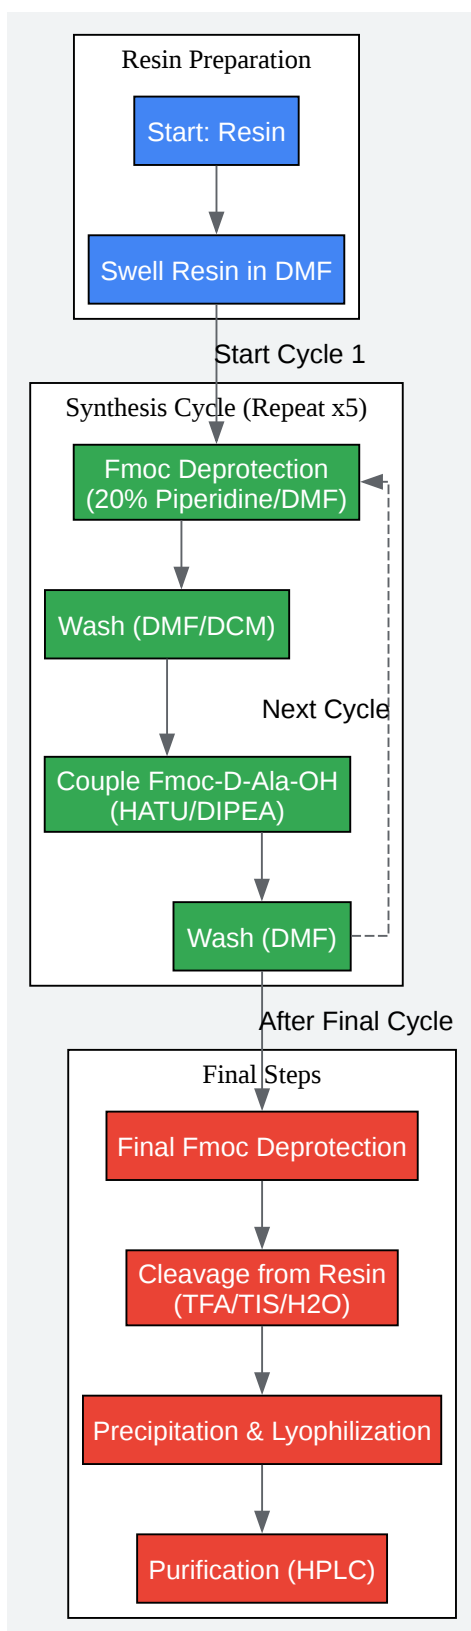 Resin Preparation
Start: Resin
Swell Resin in DMF
Start Cycle 1
Synthesis Cycle (Repeat x5)
Fmoc Deprotection
(20% Piperidine/DMF)
Wash (DMF/DCM)
Next Cycle
Couple Fmoc-D-Ala-OH
(HATU/DIPEA)
Wash (DMF)
After Final Cycle
Final Steps
Final Fmoc Deprotection
Cleavage from Resin
(TFA/TIS/H2O)
Precipitation & Lyophilization
Purification (HPLC)